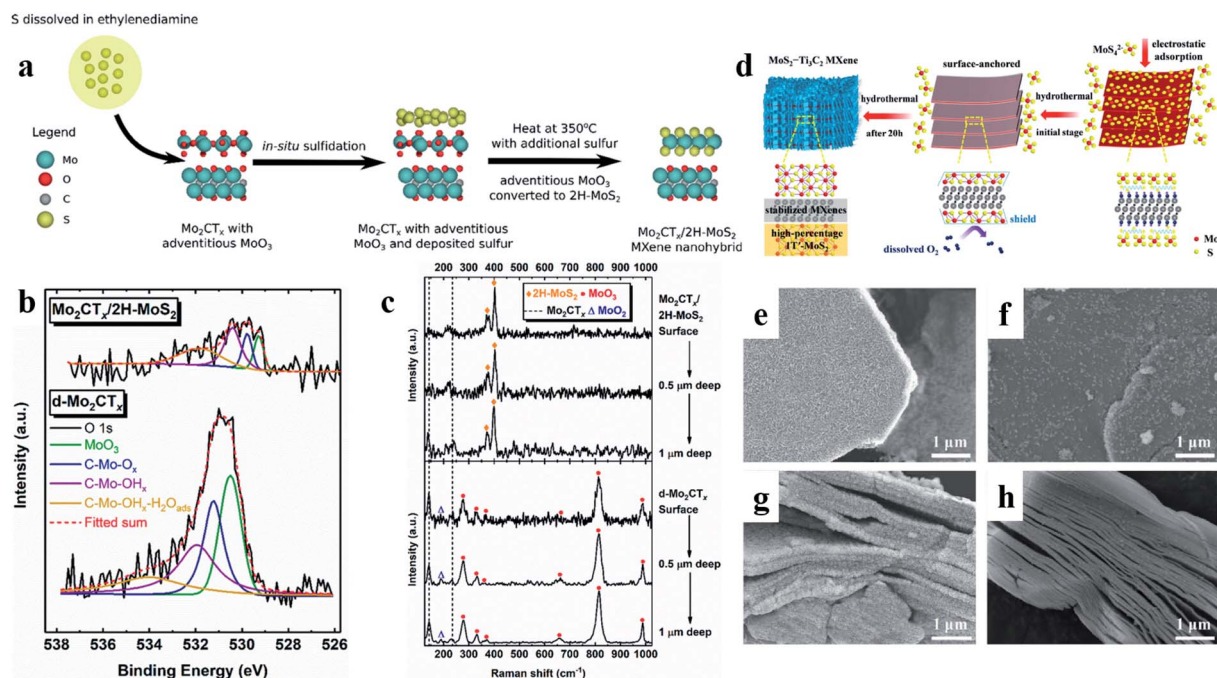 S dissolved in ethylenediamine
a
Legend
Mo
O
C
S
in-situ sulfidation
Heat at 350°C
with additional sulfur
adventitious MoO₃
converted to 2H-MoS₂
Mo₂CTₓ with
adventitious MoO₃
Mo₂CTₓ with adventitious
MoO₃ and deposited sulfur
Mo₂CTₓ/2H-MoS₂
MXene nanohybrid
d
MoS₂−Ti₃C₂ MXene
surface-anchored
MoS₄²⁻
electrostatic
adsorption
hydrothermal
after 20h
hydrothermal
initial stage
stabilized MXenes
high-percentage
1T′-MoS₂
shield
dissolved O₂
Mo
S
b
Mo₂CTₓ/2H-MoS₂
d-Mo₂CTₓ
O 1s
MoO₃
C-Mo-Oₓ
C-Mo-OHₓ
C-Mo-OHₓ-H₂Oₐds
Fitted sum
Intensity (a.u.)
538 536 534 532 530 528 526
Binding Energy (eV)
c
200 300 400 500 600 700 800 900 1000
2H-MoS₂ MoO₃
Mo₂CTₓ Δ MoO₂
Mo₂CTₓ/
2H-MoS₂
Surface
0.5 μm deep
1 μm deep
d-Mo₂CTₓ
Surface
0.5 μm deep
1 μm deep
Δ
Δ
Δ
Intensity (a.u.)
Intensity (a.u.)
200 300 400 500 600 700 800 900 1000
Raman shift (cm⁻¹)
e
1 μm
f
1 μm
g
1 μm
h
1 μm